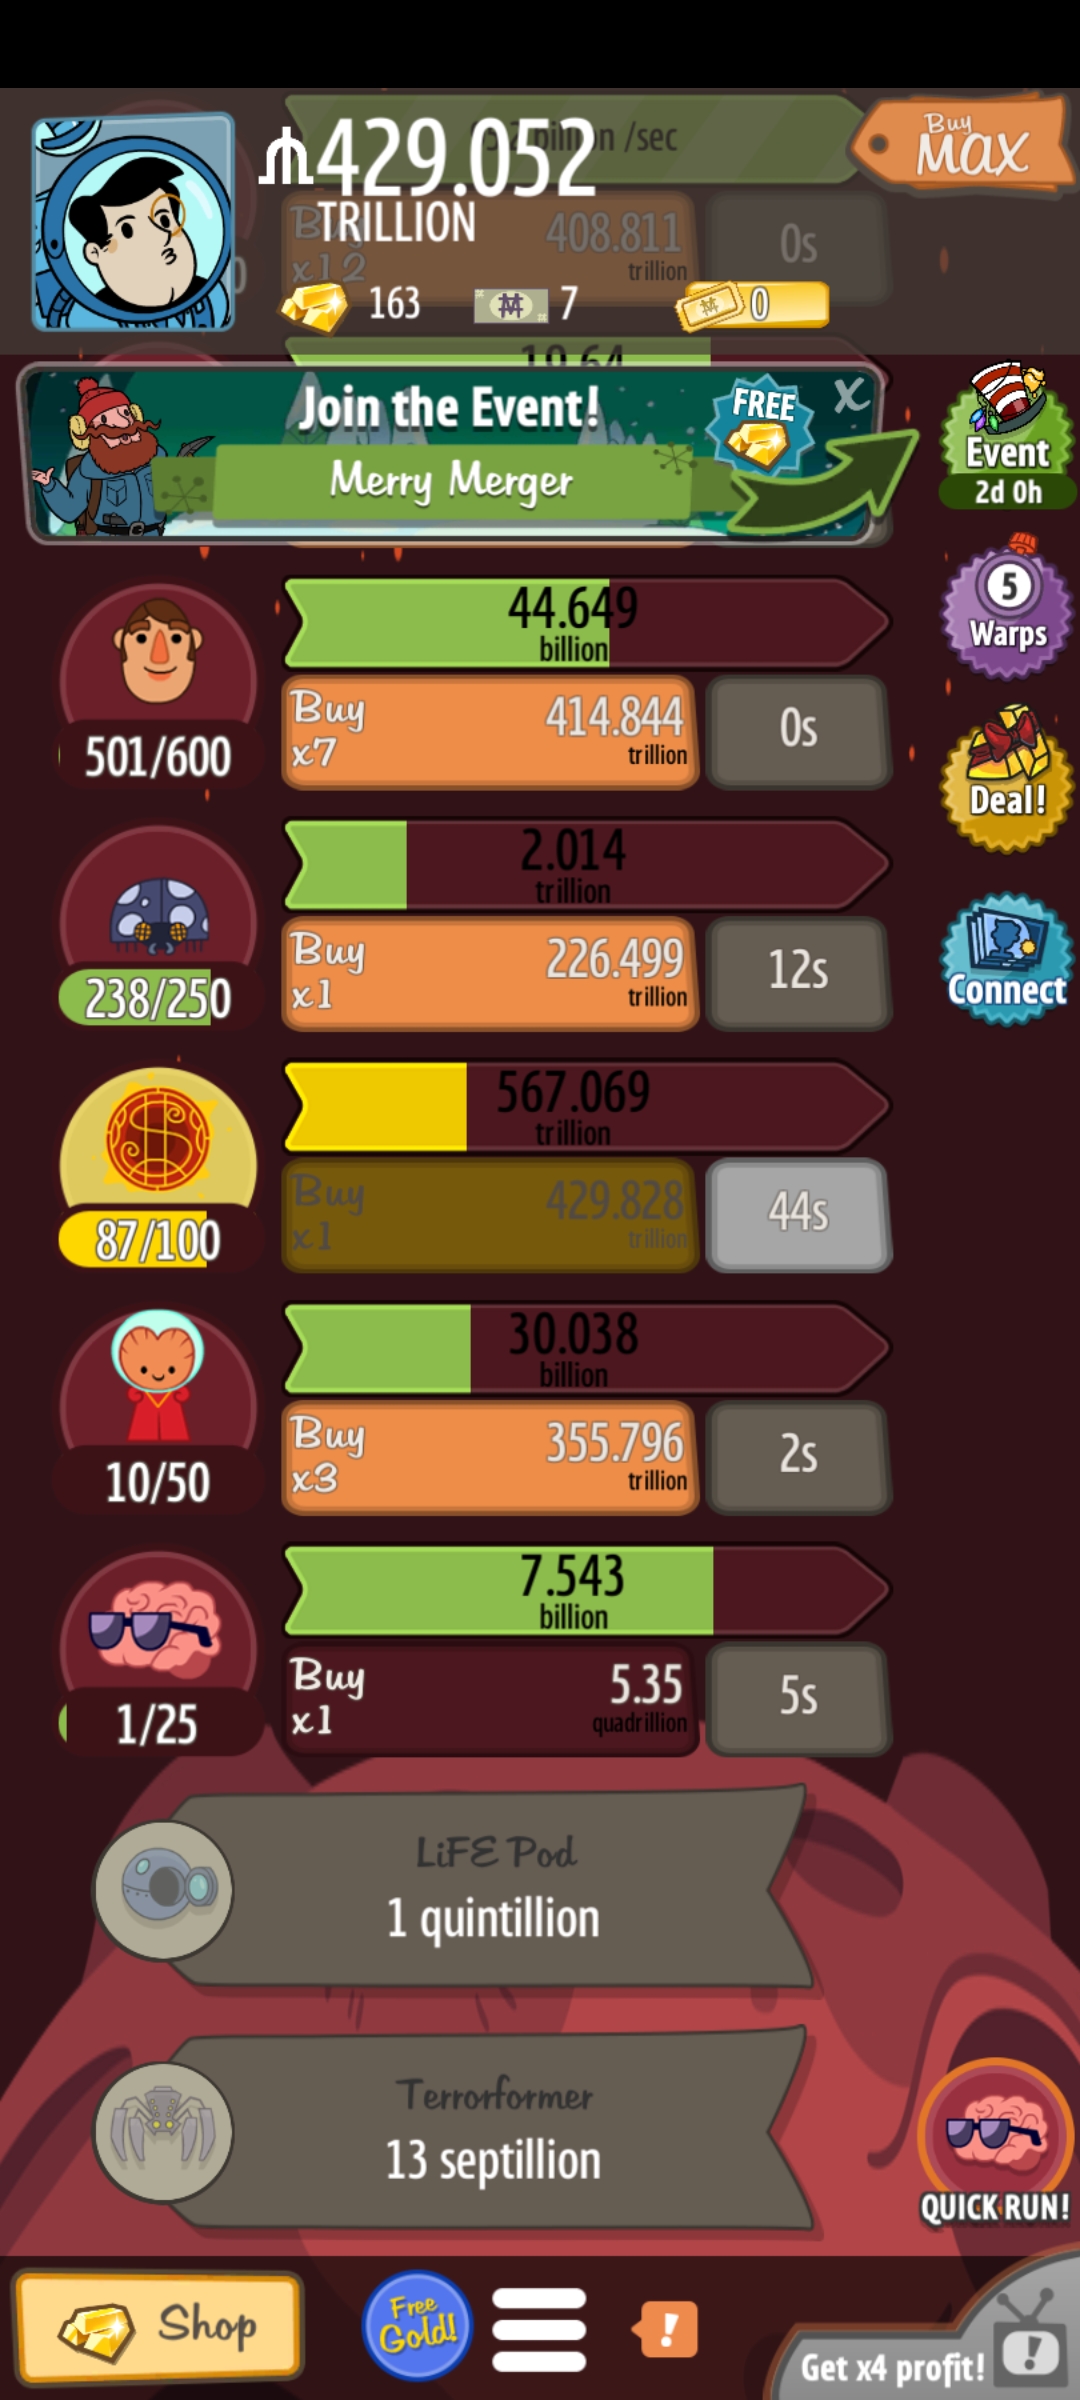 429.052
TRILLION
163
7
0
Buy
MAX
billion /sec
Buy
x12
408.811
trillion
0s
19.64
Join the Event!
Merry Merger
FREE
X
Event
2d 0h
44.649
billion
Buy
x7
414.844
trillion
0s
501/600
5
Warps
2.014
trillion
Buy
x1
226.499
trillion
12s
238/250
Deal!
Connect
567.069
trillion
Buy
x1
429.828
trillion
44s
87/100
30.038
billion
Buy
x3
355.796
trillion
2s
10/50
7.543
billion
Buy
x1
5.35
quadrillion
5s
1/25
LiFE Pod
1 quintillion
Terrorformer
13 septillion
QUICK RUN!
Shop
Free
Gold!
!
Get x4 profit!
!